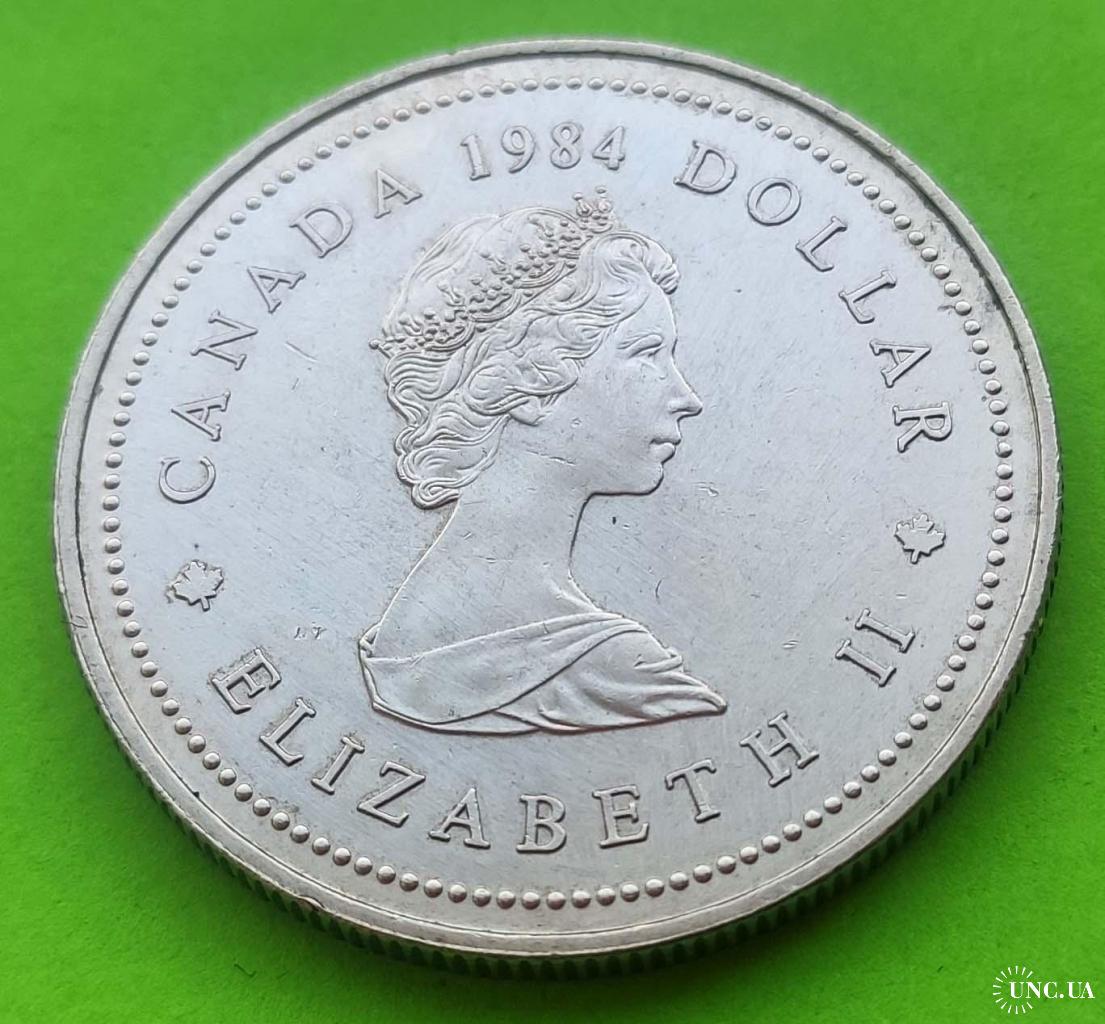 CANADA 1984 DOLLAR
ELIZABETH II
UNC.UA